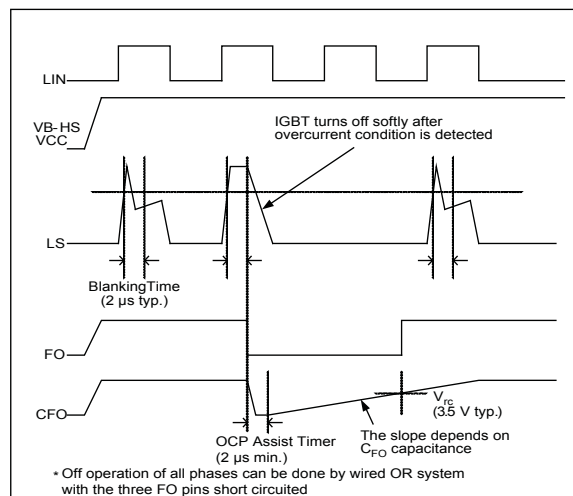 LIN
VB-HS
VCC
IGBT turns off softly after
overcurrent condition is detected
LS
BlankingTime
(2 µs typ.)
FO
CFO
Vrc
(3.5 V typ.)
OCP Assist Timer
(2 µs min.)
The slope depends on
CFO capacitance
* Off operation of all phases can be done by wired OR system
with the three FO pins short circuited